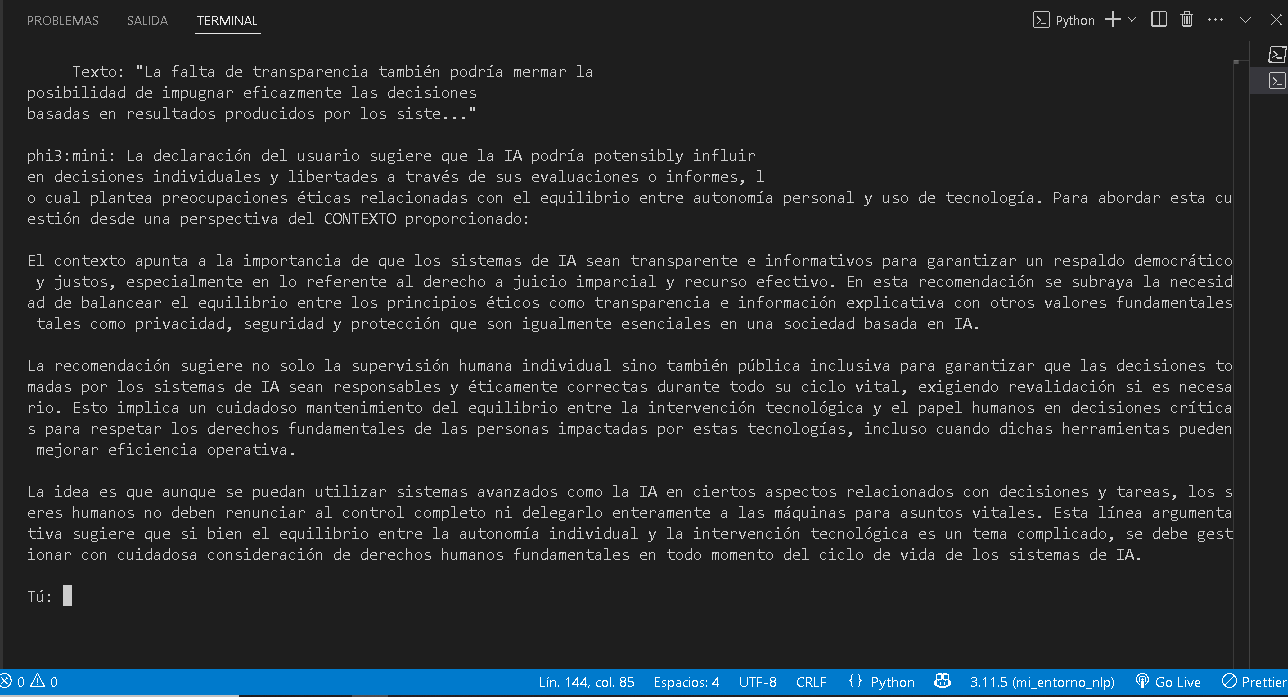 PROBLEMAS SALIDA TERMINAL Python
Texto: "La falta de transparencia también podría mermar la
posibilidad de impugnar eficazmente las decisiones
basadas en resultados producidos por los siste..."
phi3:mini: La declaración del usuario sugiere que la IA podría potensibly influir
en decisiones individuales y libertades a través de sus evaluaciones o informes, l
o cual plantea preocupaciones éticas relacionadas con el equilibrio entre autonomía personal y uso de tecnología. Para abordar esta cu
estión desde una perspectiva del CONTEXTO proporcionado:
El contexto apunta a la importancia de que los sistemas de IA sean transparente e informativos para garantizar un respaldo democrático
y justos, especialmente en lo referente al derecho a juicio imparcial y recurso efectivo. En esta recomendación se subraya la necesid
ad de balancear el equilibrio entre los principios éticos como transparencia e información explicativa con otros valores fundamentales
tales como privacidad, seguridad y protección que son igualmente esenciales en una sociedad basada en IA.
La recomendación sugiere no solo la supervisión humana individual sino también pública inclusiva para garantizar que las decisiones to
madas por los sistemas de IA sean responsables y éticamente correctas durante todo su ciclo vital, exigiendo revalidación si es necesa
rio. Esto implica un cuidadoso mantenimiento del equilibrio entre la intervención tecnológica y el papel humanos en decisiones crítica
s para respetar los derechos fundamentales de las personas impactadas por estas tecnologías, incluso cuando dichas herramientas pueden
mejorar eficiencia operativa.
La idea es que aunque se puedan utilizar sistemas avanzados como la IA en ciertos aspectos relacionados con decisiones y tareas, los s
eres humanos no deben renunciar al control completo ni delegarlo enteramente a las máquinas para asuntos vitales. Esta línea argumenta
tiva sugiere que si bien el equilibrio entre la autonomía individual y la intervención tecnológica es un tema complicado, se debe gest
ionar con cuidadosa consideración de derechos humanos fundamentales en todo momento del ciclo de vida de los sistemas de IA.
Tú:
0 0 Lín. 144, col. 85 Espacios: 4 UTF-8 CRLF {} Python 3.11.5 (mi_entorno_nlp) Go Live Prettier